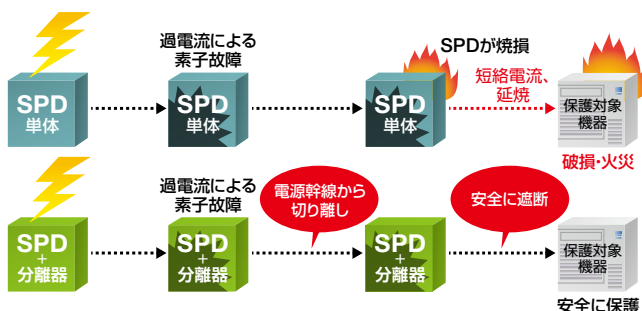 過電流による
素子故障
SPDが焼損
SPD
単体
SPD
単体
SPD
単体
短絡電流、
延焼
保護対象
機器
破損・火災
過電流による
素子故障
電源幹線から
切り離し
安全に遮断
SPD
+
分離器
SPD
+
分離器
SPD
+
分離器
保護対象
機器
安全に保護